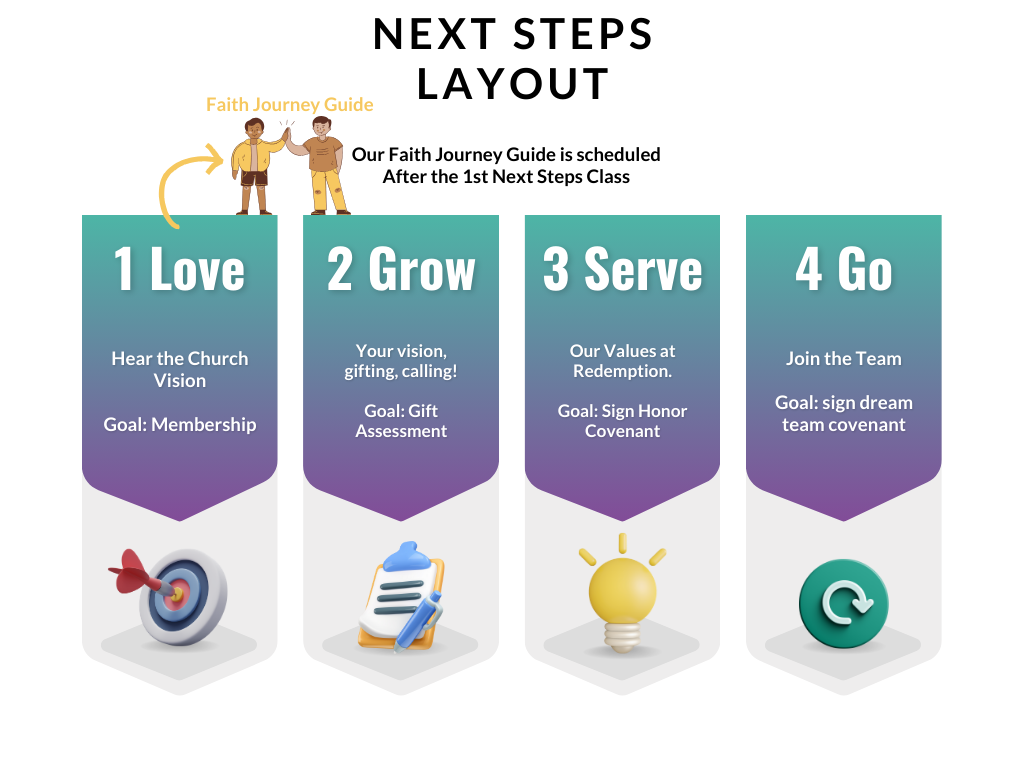 NEXT STEPS
LAYOUT
Faith Journey Guide
Our Faith Journey Guide is scheduled
After the 1st Next Steps Class
1 Love
Hear the Church
Vision
Goal: Membership
2 Grow
Your vision,
gifting, calling!
Goal: Gift
Assessment
3 Serve
Our Values at
Redemption.
Goal: Sign Honor
Covenant
4 Go
Join the Team
Goal: sign dream
team covenant